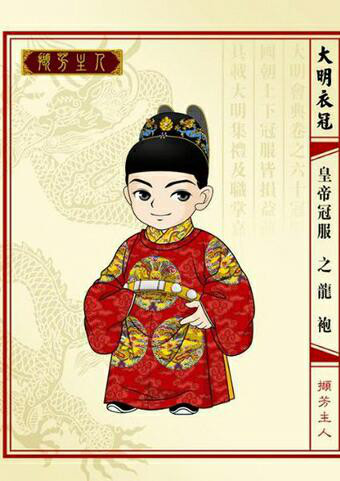 擷芳主人
大明衣冠
皇帝冠服 之 龍 袍
擷芳主人
大明會典卷之六十冠
國朝上下冠服皆損益
具載大明集禮及職掌